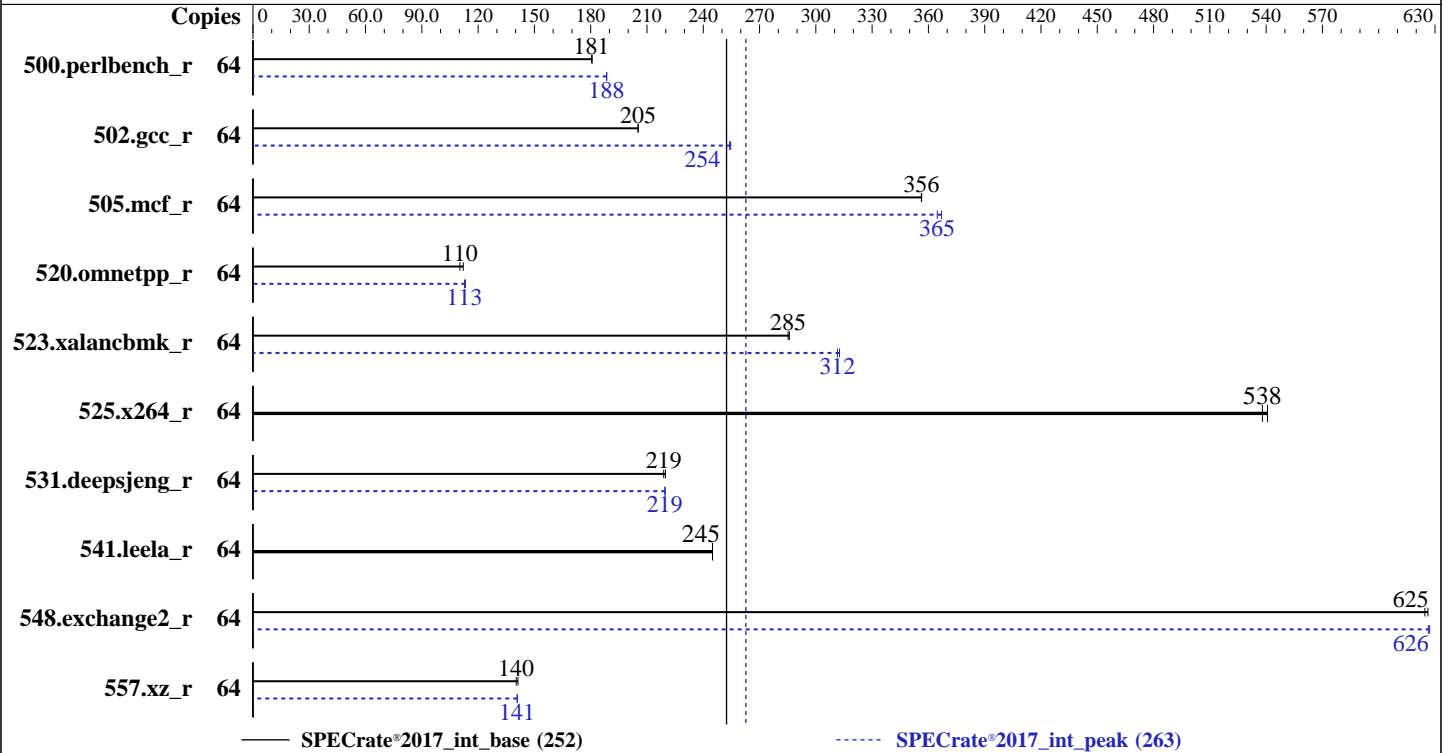 Copies 0 30.0 60.0 90.0 120 150 180 210 240 270 300 330 360 390 420 450 480 510 540 570 630
500.perlbench_r 64 181
188
502.gcc_r 64 205
254
505.mcf_r 64 356
365
520.omnetpp_r 64 110
113
523.xalancbmk_r 64 285
312
525.x264_r 64 538
531.deepsjeng_r 64 219
219
541.leela_r 64 245
548.exchange2_r 64 625
626
557.xz_r 64 140
141
SPECrate®2017_int_base (252) SPECrate®2017_int_peak (263)